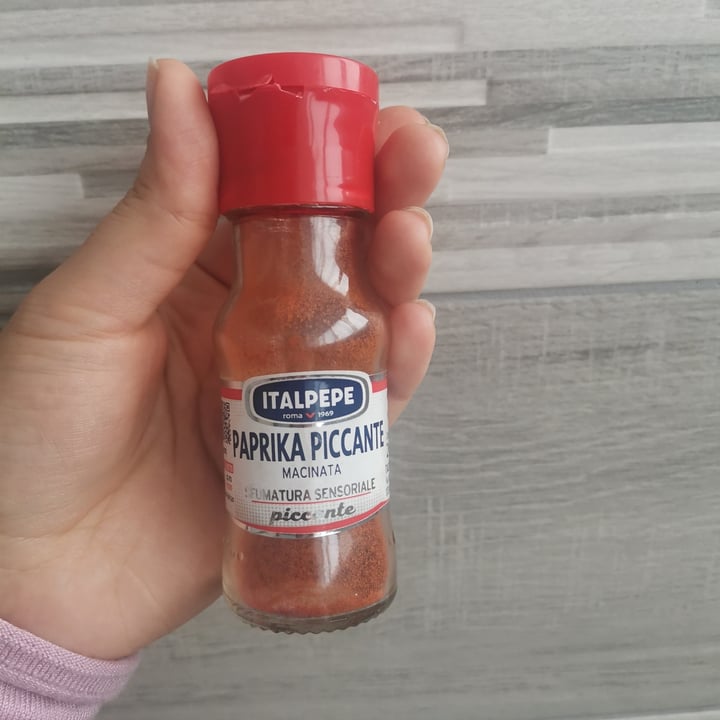 ITALPEPE
roma 1969
PAPRIKA PICCANTE
MACINATA
SFUMATURA SENSORIALE
piccante